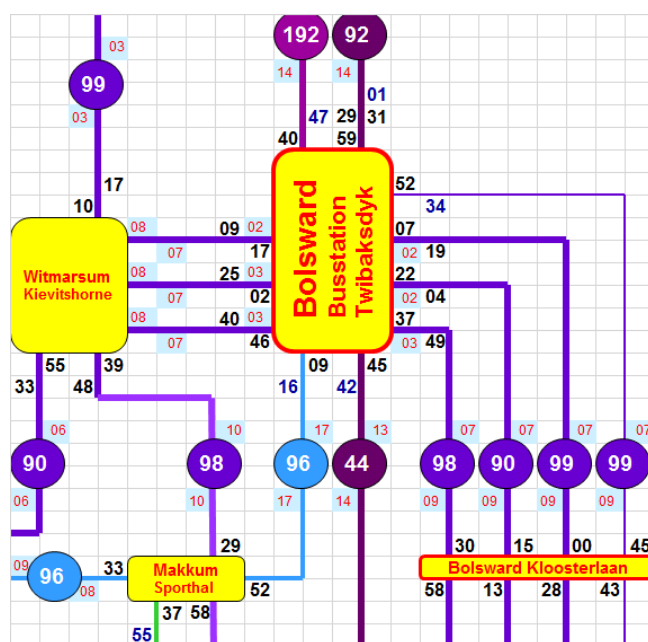 192 92
03
99
14 14
01
03
47 29 31
40 59
17
10
52
34
Bolsward
Busstation
Twibaksdyk
08 09 02
07
07 17
02 19
Witmarsum
Kievitshorne
08 25 03
22
07 02
02 04
08 40 03
37
07 46
03 49
55 39
09 45
33 48
16 42
06 10 17 13 07 07 07 07
90 98 96 44 98 90 99 99
06 10 17 14 09 09 09 09
29
30 15 00 45
09 96 33
Makkum
Sporthal
Bolsward Kloosterlaan
08
52
58 13 28 43
37 58
55